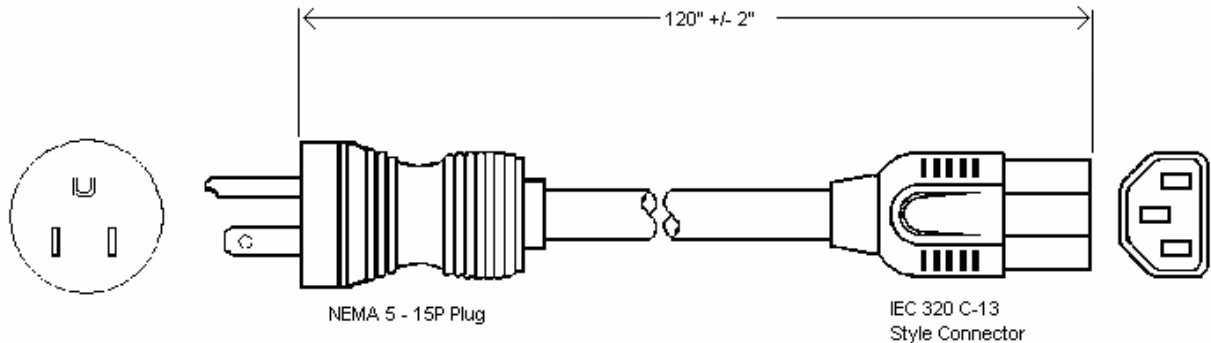 120" +/- 2"
NEMA 5 - 15P Plug
IEC 320 C-13
Style Connector